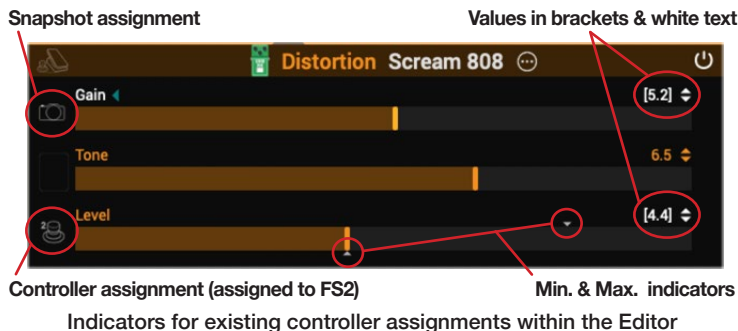 Snapshot assignment
Values in brackets & white text
Distortion Scream 808
Gain [5.2]
Tone 6.5
2 Level [4.4]
Controller assignment (assigned to FS2)
Min. & Max. indicators
Indicators for existing controller assignments within the Editor